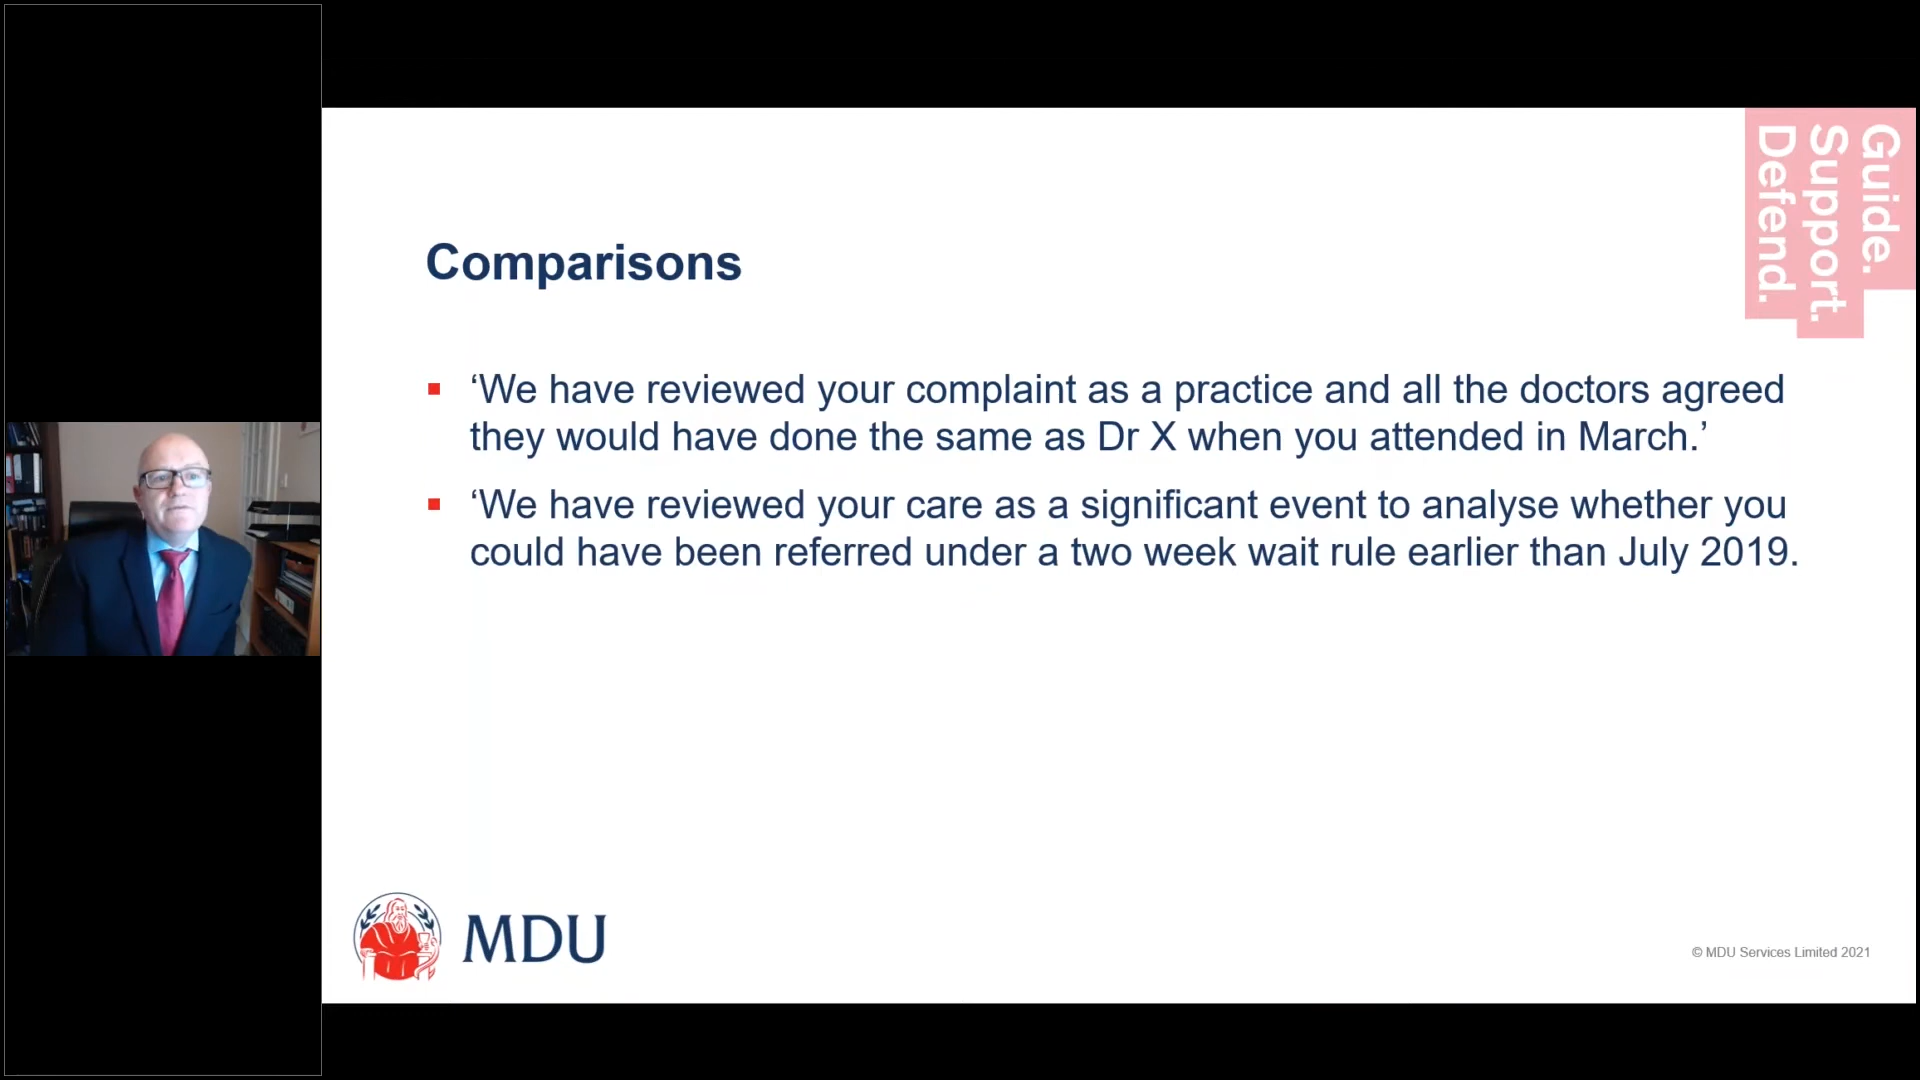 Guide.
Support.
Defend.
Comparisons
‘We have reviewed your complaint as a practice and all the doctors agreed
they would have done the same as Dr X when you attended in March.’
‘We have reviewed your care as a significant event to analyse whether you
could have been referred under a two week wait rule earlier than July 2019.
MDU
© MDU Services Limited 2021